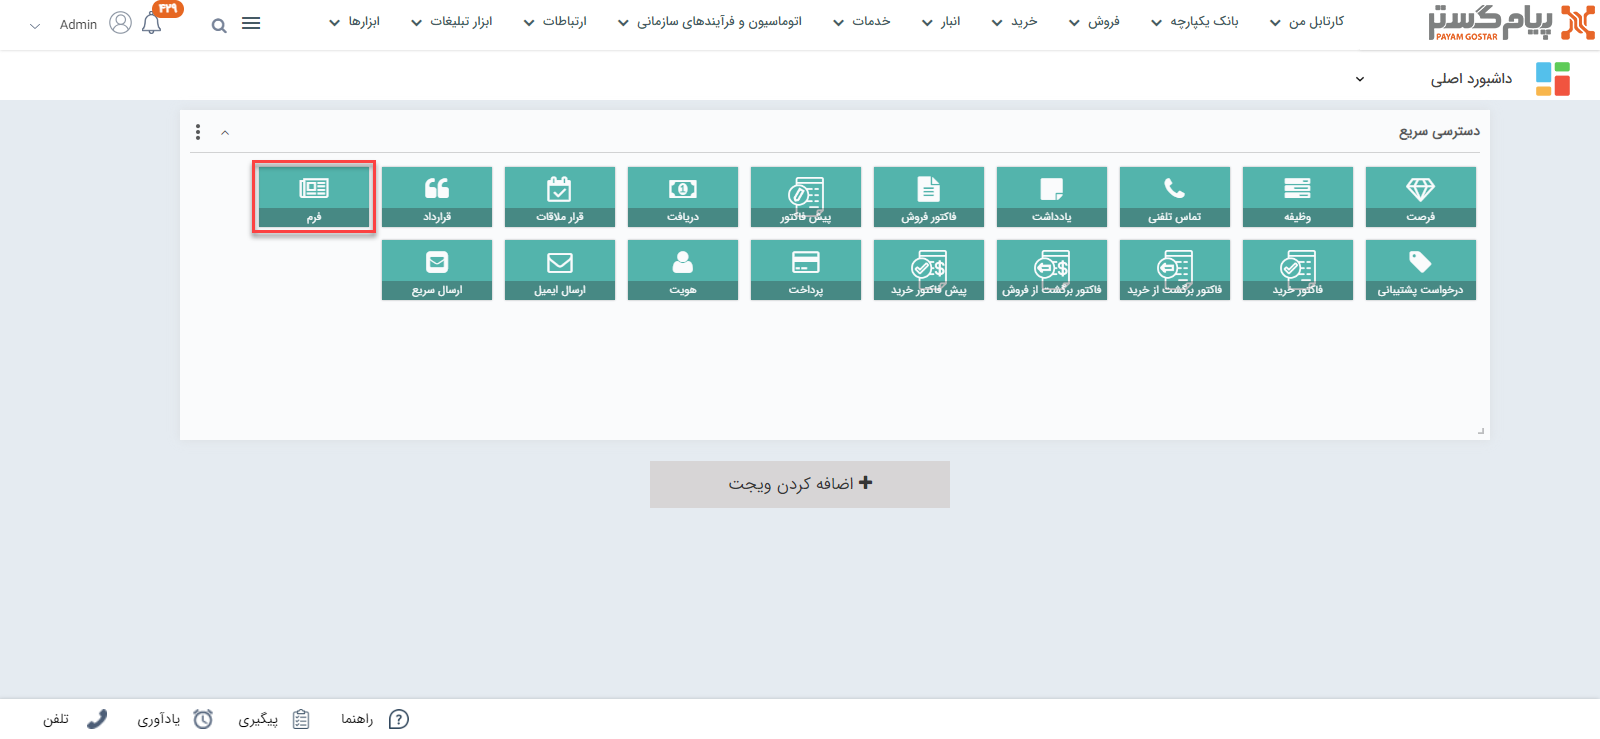 پیام گستر
PAYAM GOSTAR
کارتابل من
بانک یکپارچه
فروش
خرید
انبار
خدمات
اتوماسیون و فرآیندهای سازمانی
ارتباطات
ابزار تبلیغات
ابزارها
۴۲۹
Admin
داشبورد اصلی
دسترسی سریع
فرصت
وظیفه
تماس تلفنی
یادداشت
فاکتور فروش
پیش فاکتور
دریافت
قرار ملاقات
قرارداد
فرم
درخواست پشتیبانی
فاکتور خرید
فاکتور برگشت از خرید
فاکتور برگشت از فروش
پیش فاکتور خرید
پرداخت
هویت
ارسال ایمیل
ارسال سریع
اضافه کردن ویجت
راهنما
پیگیری
یادآوری
تلفن